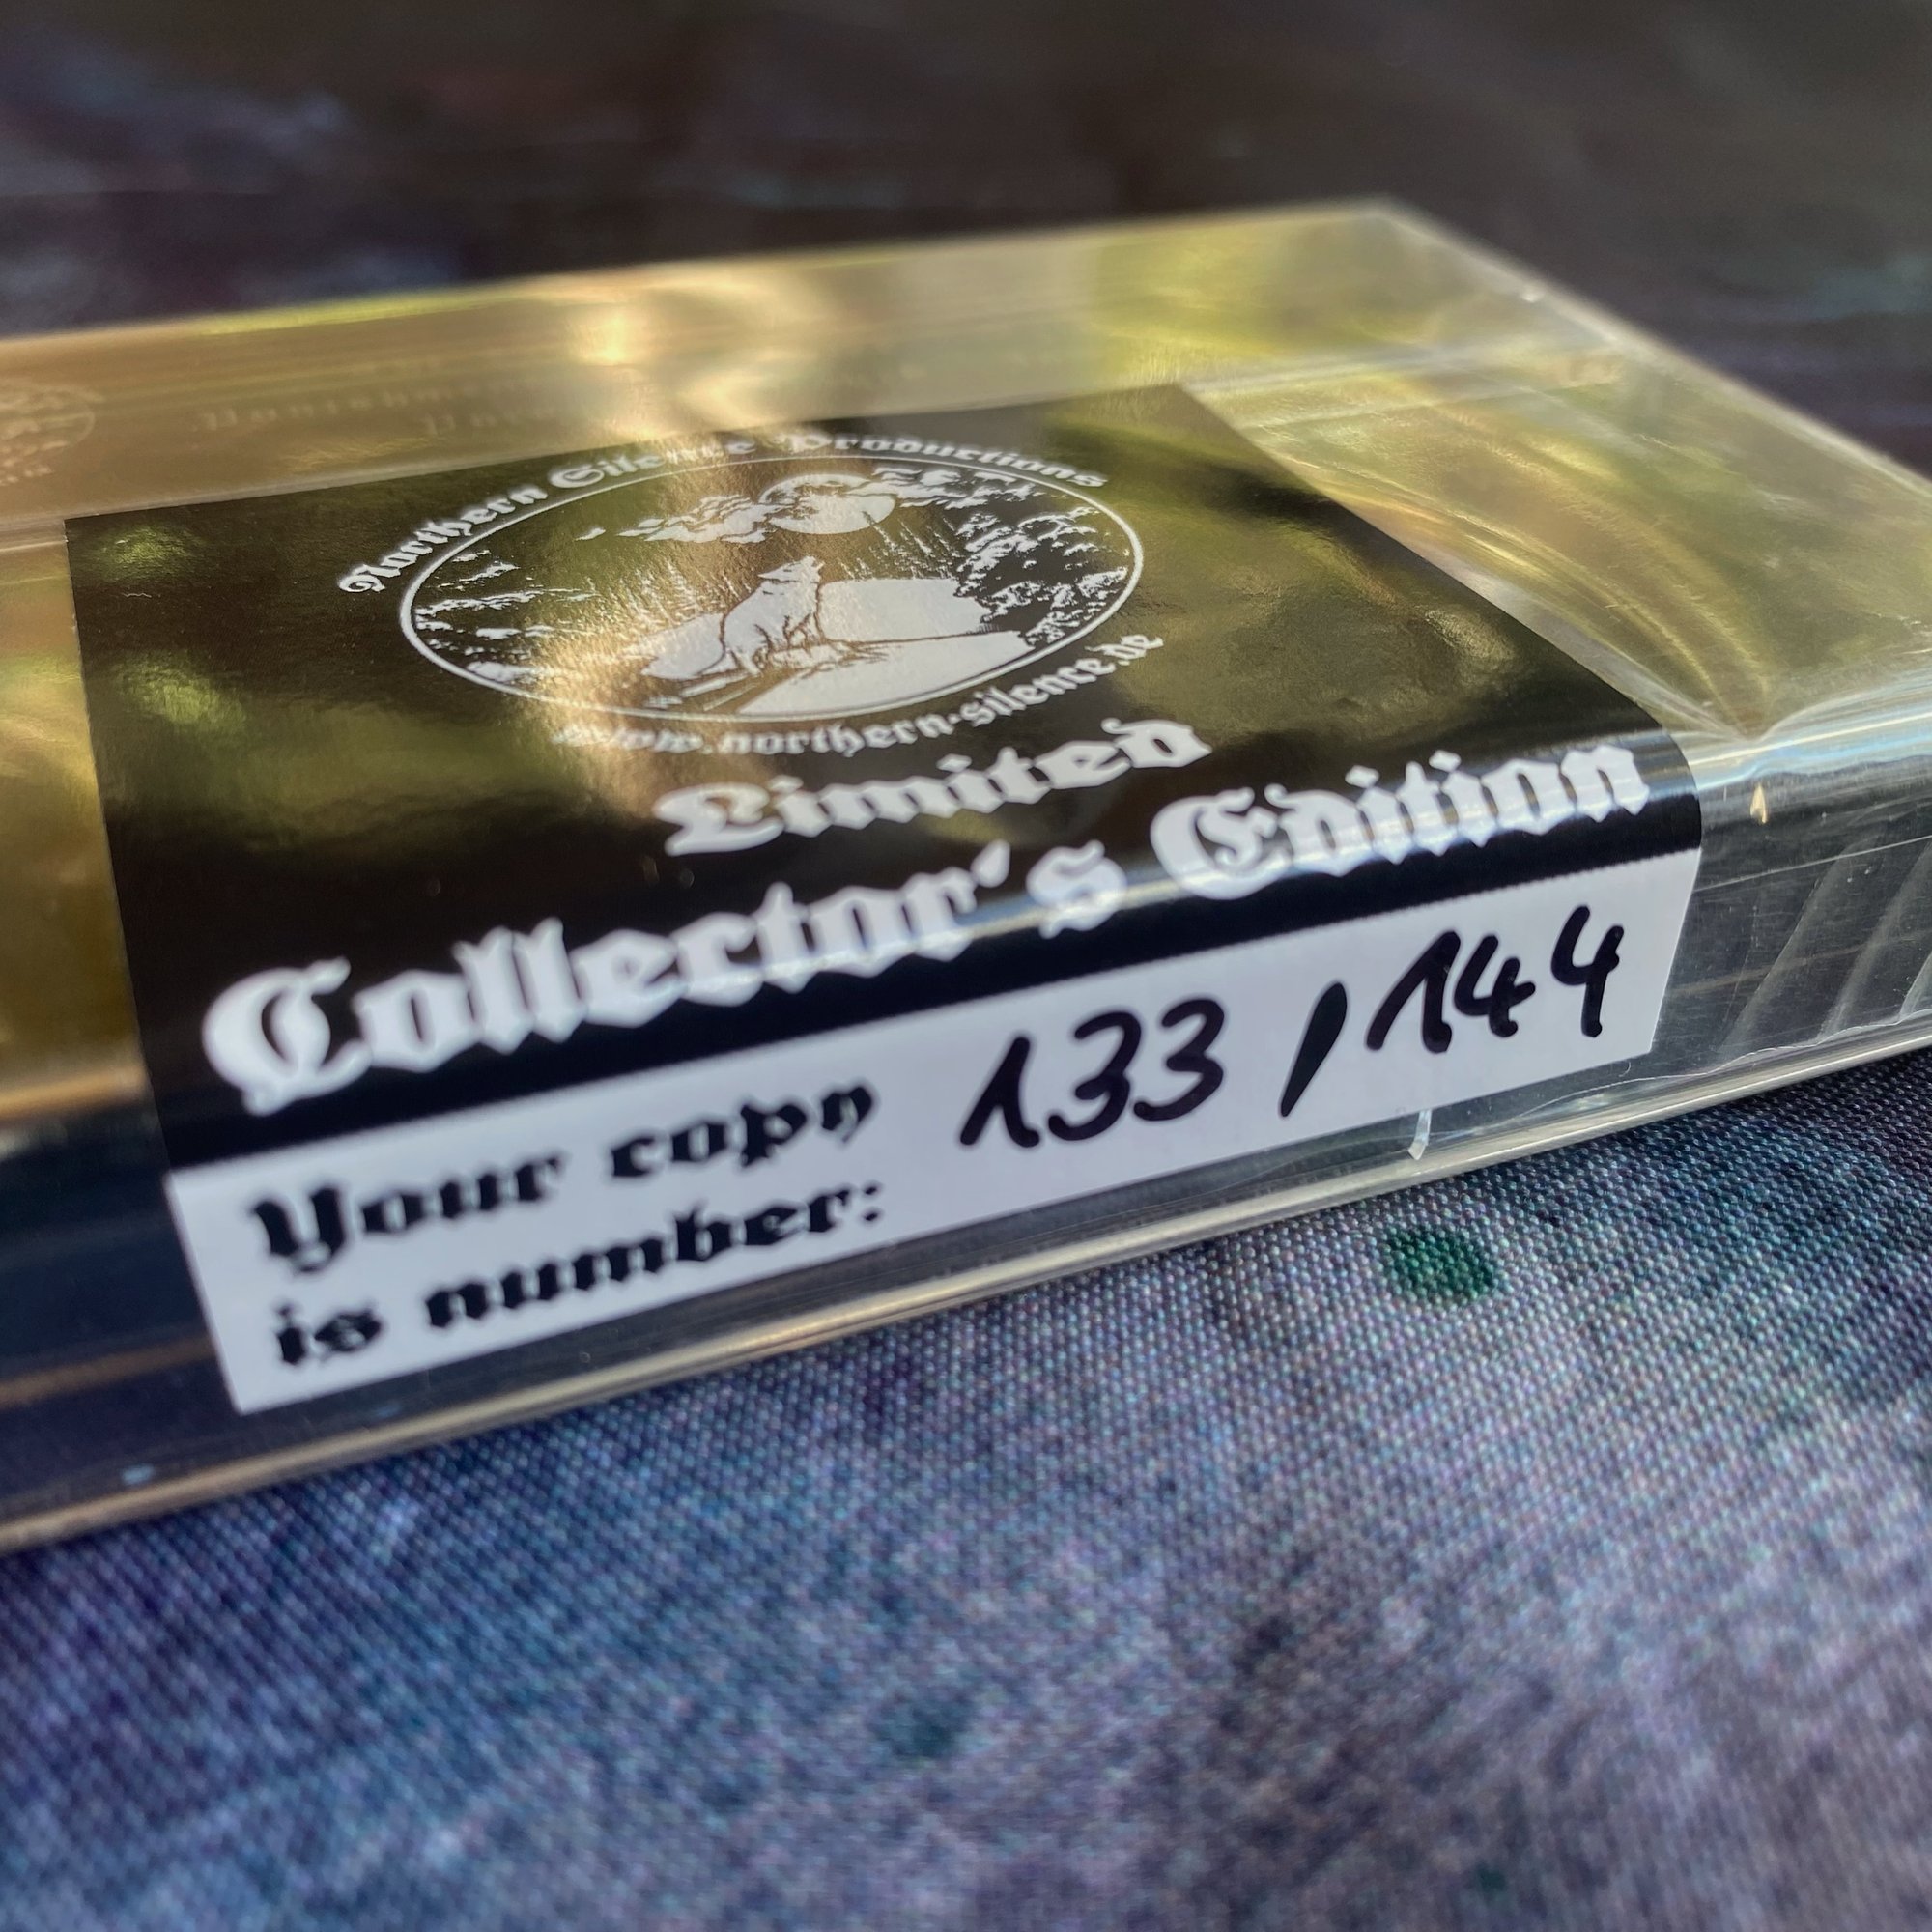 Northern Silence Productions
www.northern-silence.de
Limited
Collector's Edition
Your copy
is number:
133/144